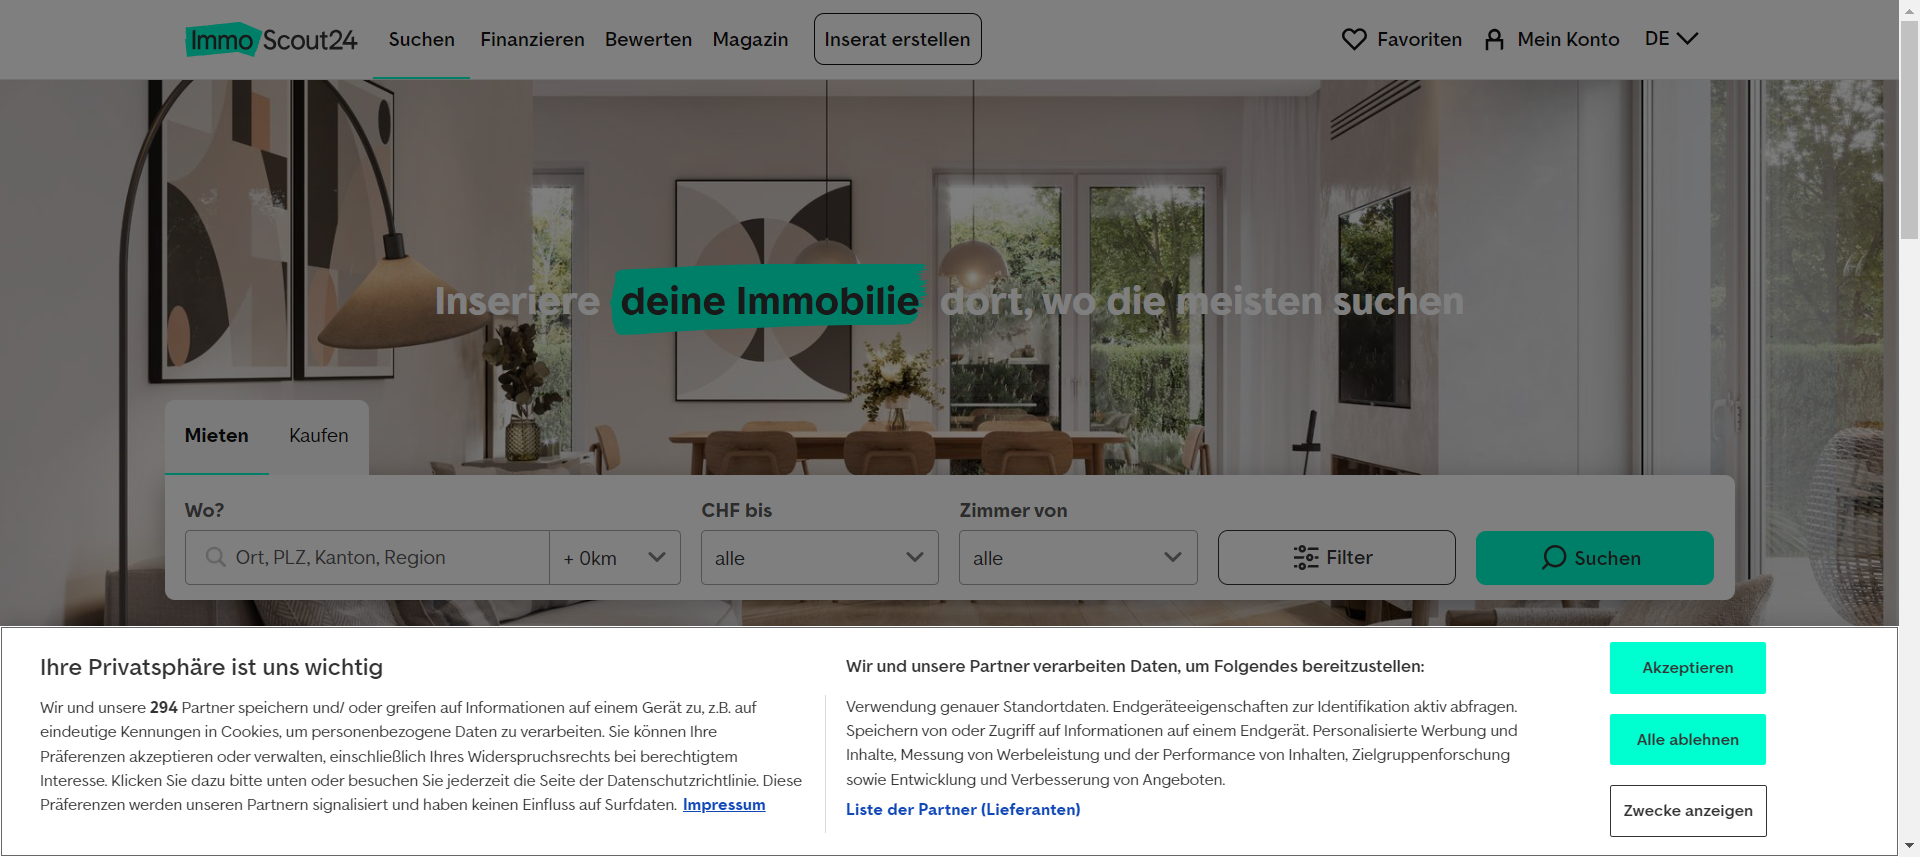 ImmoScout24 Suchen Finanzieren Bewerten Magazin Inserat erstellen Favoriten Mein Konto DE
Inseriere deine Immobilie dort, wo die meisten suchen
Mieten Kaufen
Wo? CHF bis Zimmer von
Ort, PLZ, Kanton, Region + 0km alle alle Filter Suchen
Ihre Privatsphäre ist uns wichtig
Wir und unsere 294 Partner speichern und/ oder greifen auf Informationen auf einem Gerät zu, z.B. auf
eindeutige Kennungen in Cookies, um personenbezogene Daten zu verarbeiten. Sie können Ihre
Präferenzen akzeptieren oder verwalten, einschließlich Ihres Widerspruchsrechts bei berechtigtem
Interesse. Klicken Sie dazu bitte unten oder besuchen Sie jederzeit die Seite der Datenschutzrichtlinie. Diese
Präferenzen werden unseren Partnern signalisiert und haben keinen Einfluss auf Surfdaten. Impressum
Wir und unsere Partner verarbeiten Daten, um Folgendes bereitzustellen:
Verwendung genauer Standortdaten. Endgeräteeigenschaften zur Identifikation aktiv abfragen.
Speichern von oder Zugriff auf Informationen auf einem Endgerät. Personalisierte Werbung und
Inhalte, Messung von Werbeleistung und der Performance von Inhalten, Zielgruppenforschung
sowie Entwicklung und Verbesserung von Angeboten.
Liste der Partner (Lieferanten)
Akzeptieren
Alle ablehnen
Zwecke anzeigen